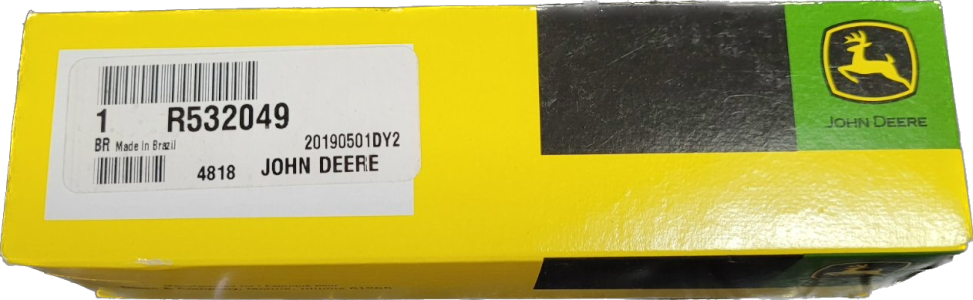 1 R532049
BR Made In Brazil
20190501DY2
4818 JOHN DEERE
JOHN DEERE